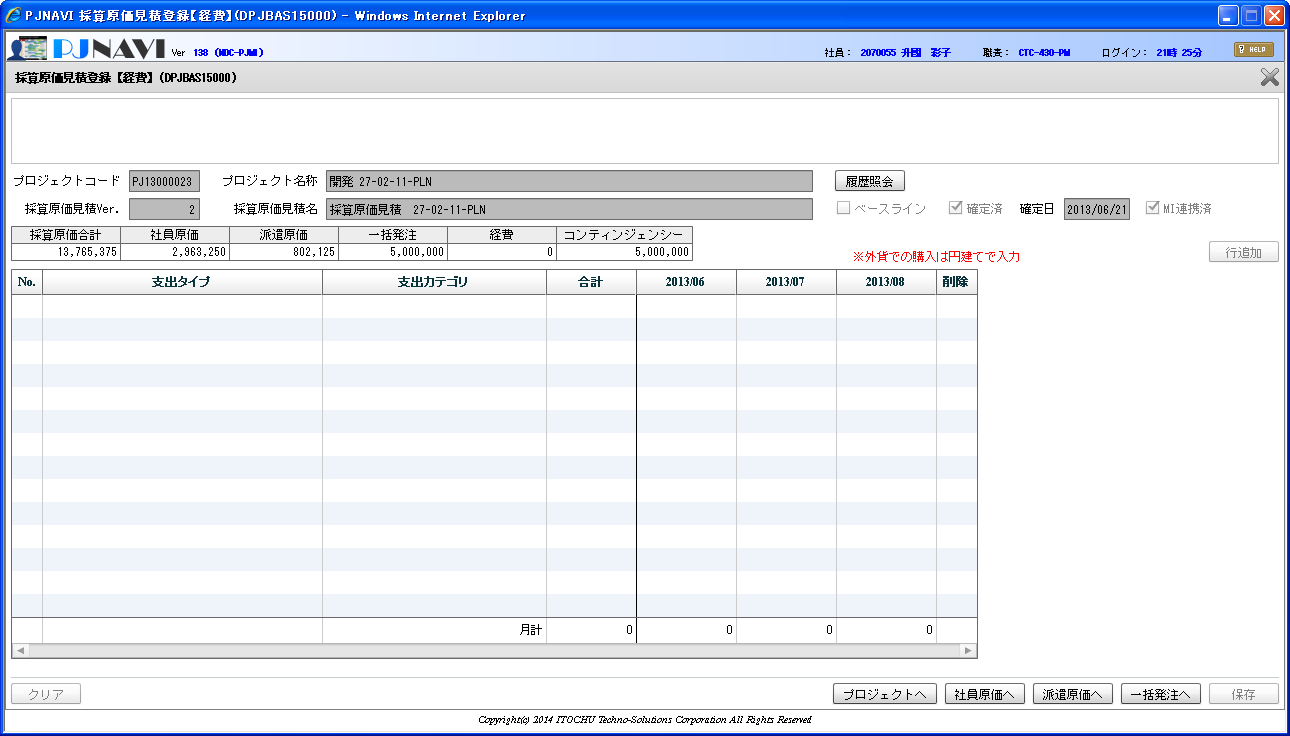 PJNAVI 採算原価見積登録【経費】(DPJBAS15000) - Windows Internet Explorer
PJNAVI Ver 138 (NDC-PJMI) 社員： 2070055 升國 彩子 職責： CTC-430-PM ログイン： 21時 25分 ? HELP
採算原価見積登録【経費】(DPJBAS15000)
プロジェクトコード PJ13000023 プロジェクト名称 開発 27-02-11-PLN 履歴照会
採算原価見積Ver. 2 採算原価見積名 採算原価見積 27-02-11-PLN ベースライン 確定済 確定日 2013/06/21 MI連携済
採算原価合計 社員原価 派遣原価 一括発注 経費 コンティンジェンシー
13,765,375 2,963,250 802,125 5,000,000 0 5,000,000
※外貨での購入は円建てで入力 行追加
No. 支出タイプ 支出カテゴリ 合計 2013/06 2013/07 2013/08 削除
月計 0 0 0 0
クリア プロジェクトへ 社員原価へ 派遣原価へ 一括発注へ 保存
Copyright(c) 2014 ITOCHU Techno-Solutions Corporation All Rights Reserved